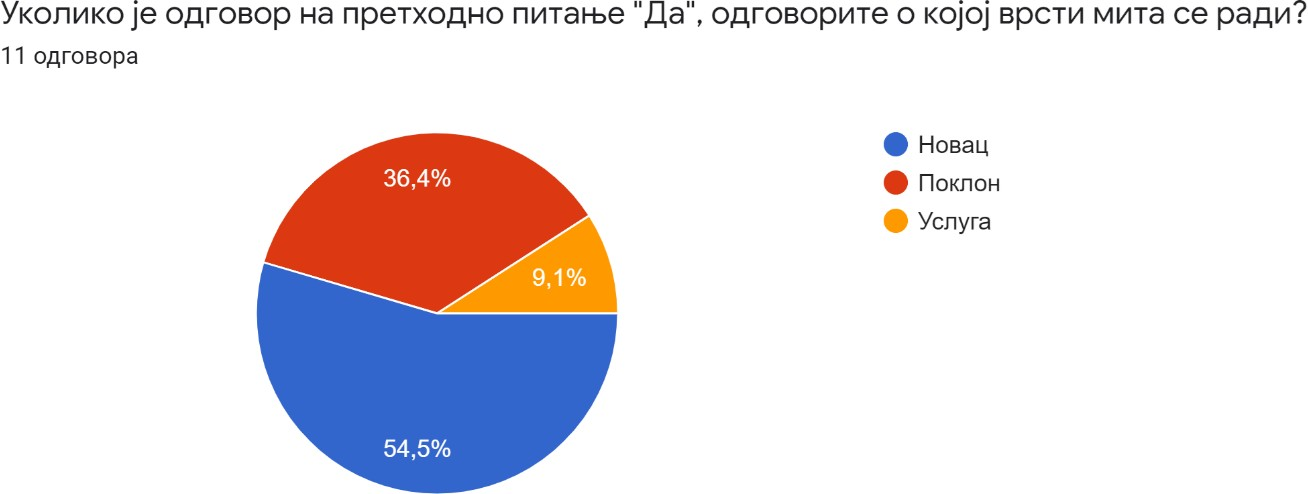 Уколико је одговор на претходно питање "Да", одговорите о којој врсти мита се ради?
11 одговора
36,4%
9,1%
54,5%
Новац
Поклон
Услуга